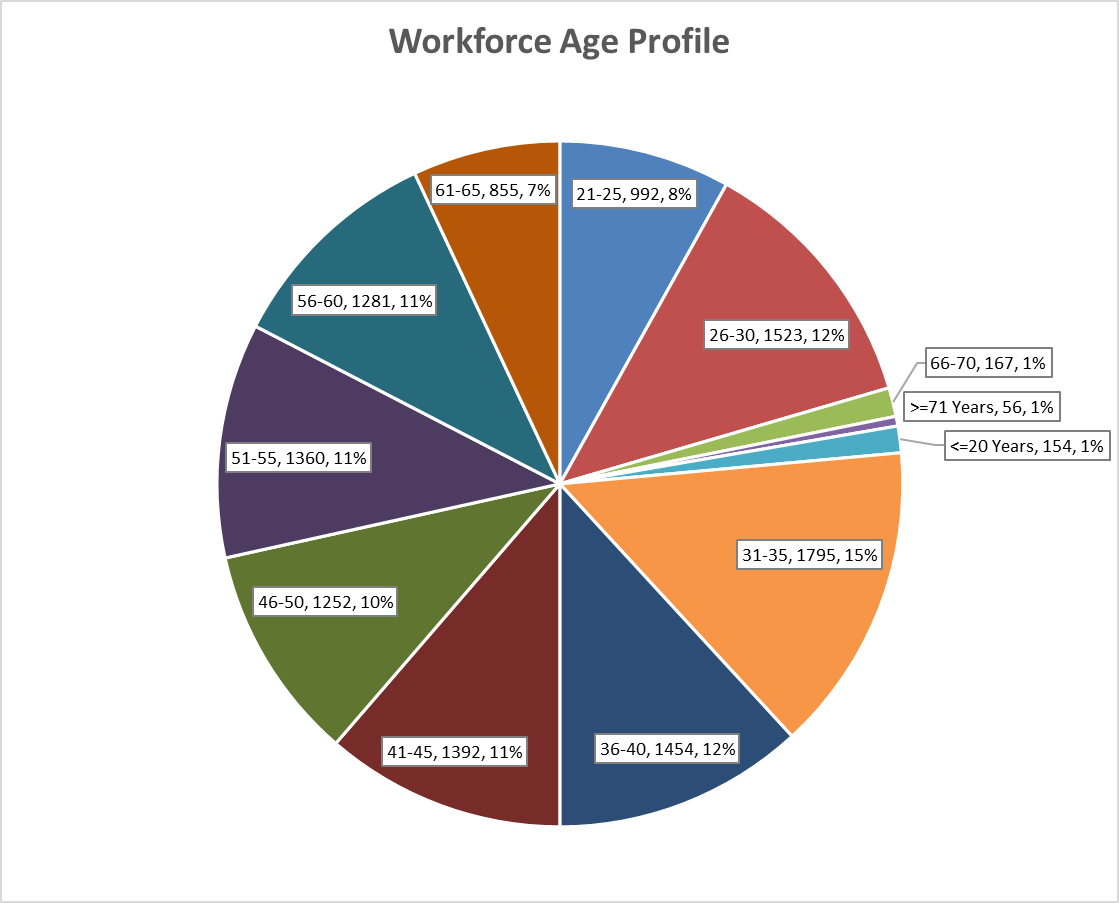 Workforce Age Profile
61-65, 855, 7%
21-25, 992, 8%
56-60, 1281, 11%
26-30, 1523, 12%
66-70, 167, 1%
>=71 Years, 56, 1%
<=20 Years, 154, 1%
51-55, 1360, 11%
31-35, 1795, 15%
46-50, 1252, 10%
41-45, 1392, 11%
36-40, 1454, 12%